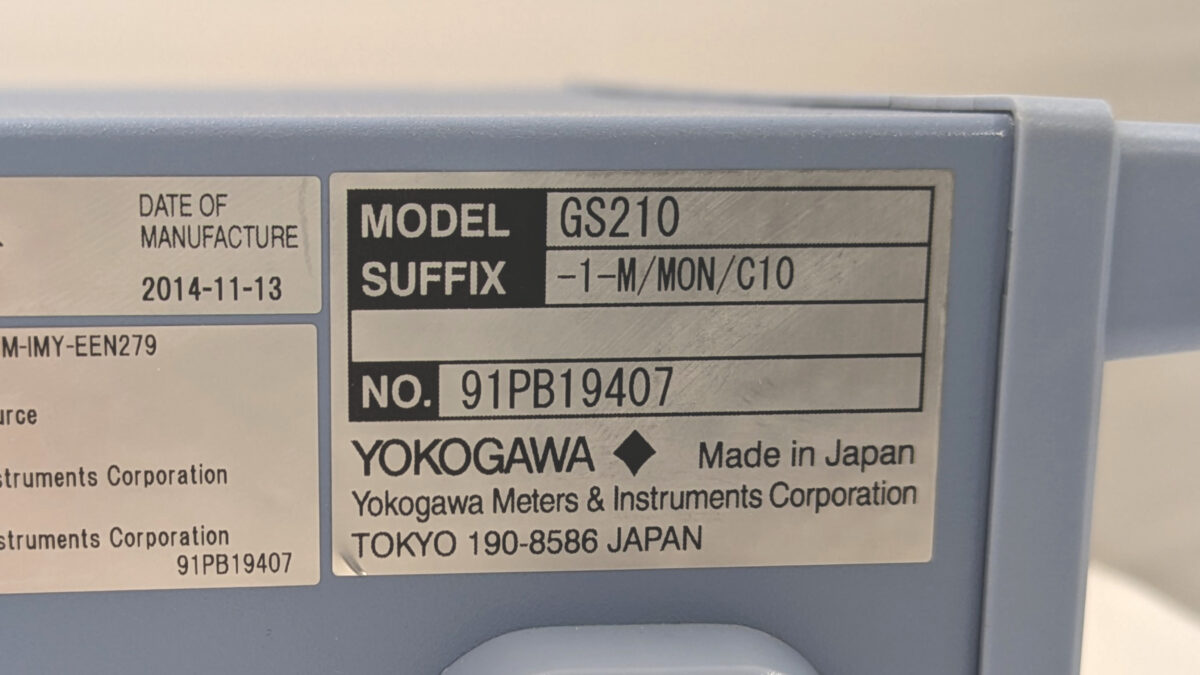 DATE OF
MANUFACTURE
2014-11-13
M-IMY-EEN279
urce
struments Corporation
struments Corporation
91PB19407
MODEL GS210
SUFFIX -1-M/MON/C10
NO. 91PB19407
YOKOGAWA ◆ Made in Japan
Yokogawa Meters & Instruments Corporation
TOKYO 190-8586 JAPAN